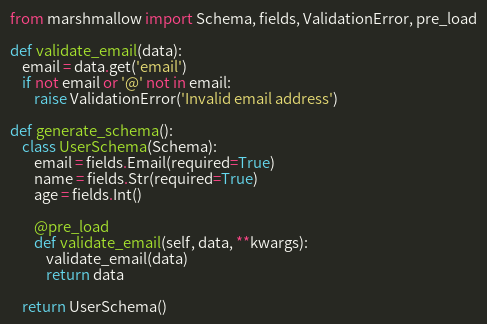 from marshmallow import Schema, fields, ValidationError, pre_load

def validate_email(data):
    email = data.get('email')
    if not email or '@' not in email:
        raise ValidationError('Invalid email address')

def generate_schema():
    class UserSchema(Schema):
        email = fields.Email(required=True)
        name = fields.Str(required=True)
        age = fields.Int()

        @pre_load
        def validate_email(self, data, **kwargs):
            validate_email(data)
            return data

    return UserSchema()